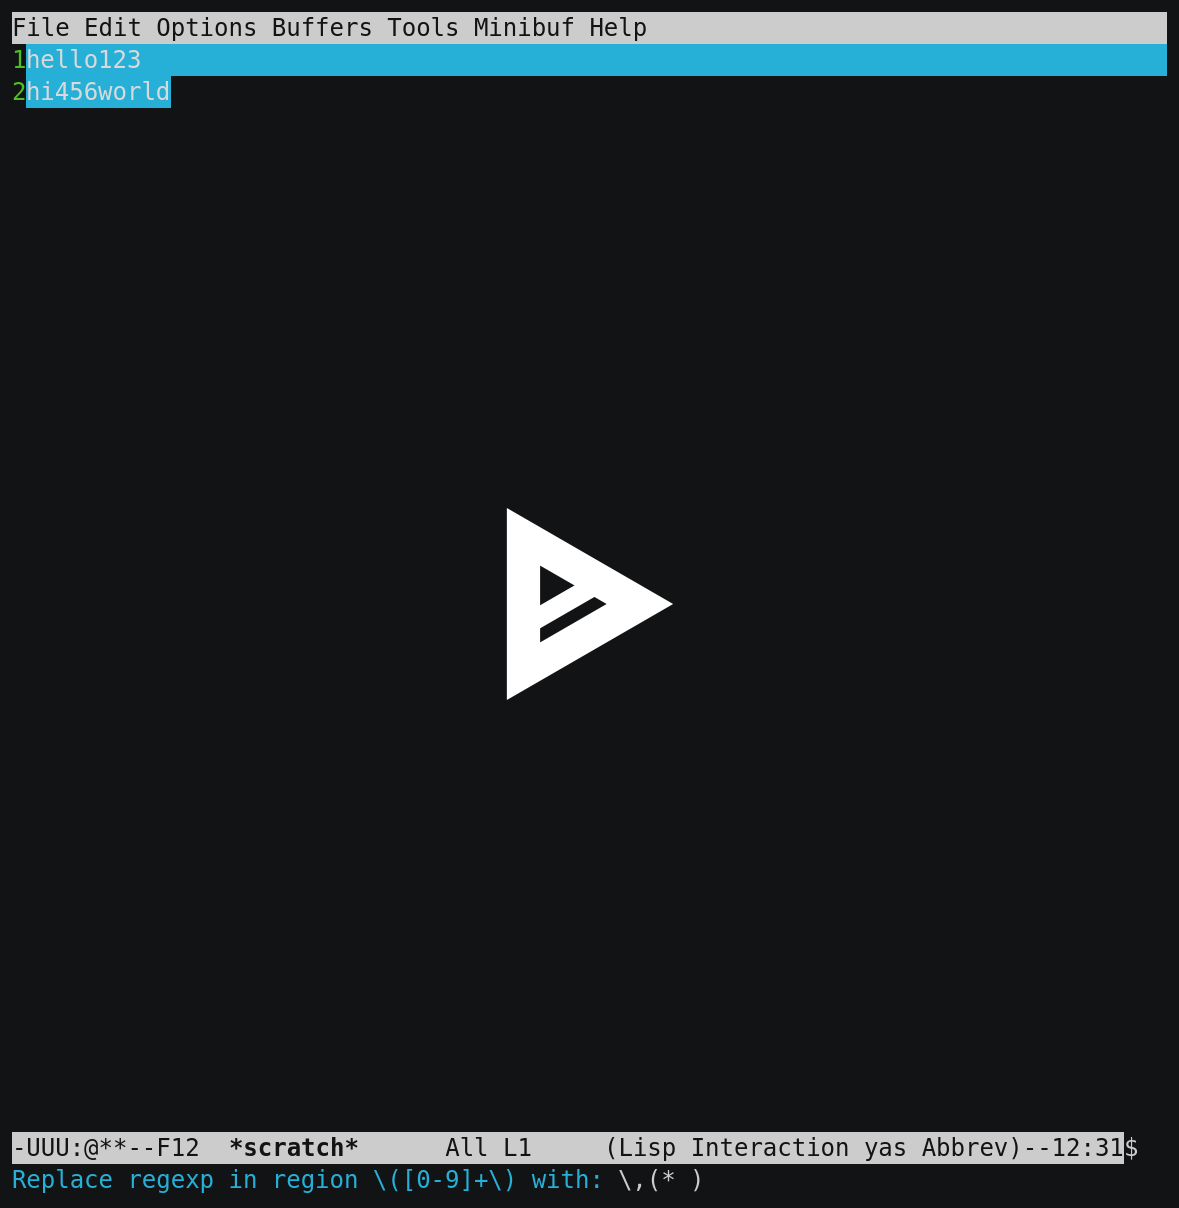 File Edit Options Buffers Tools Minibuf Help
1hello123
2hi456world
-UUU:@**--F12  *scratch*      All L1     (Lisp Interaction yas Abbrev)--12:31$
Replace regexp in region \([0-9]+\) with: \,(* )